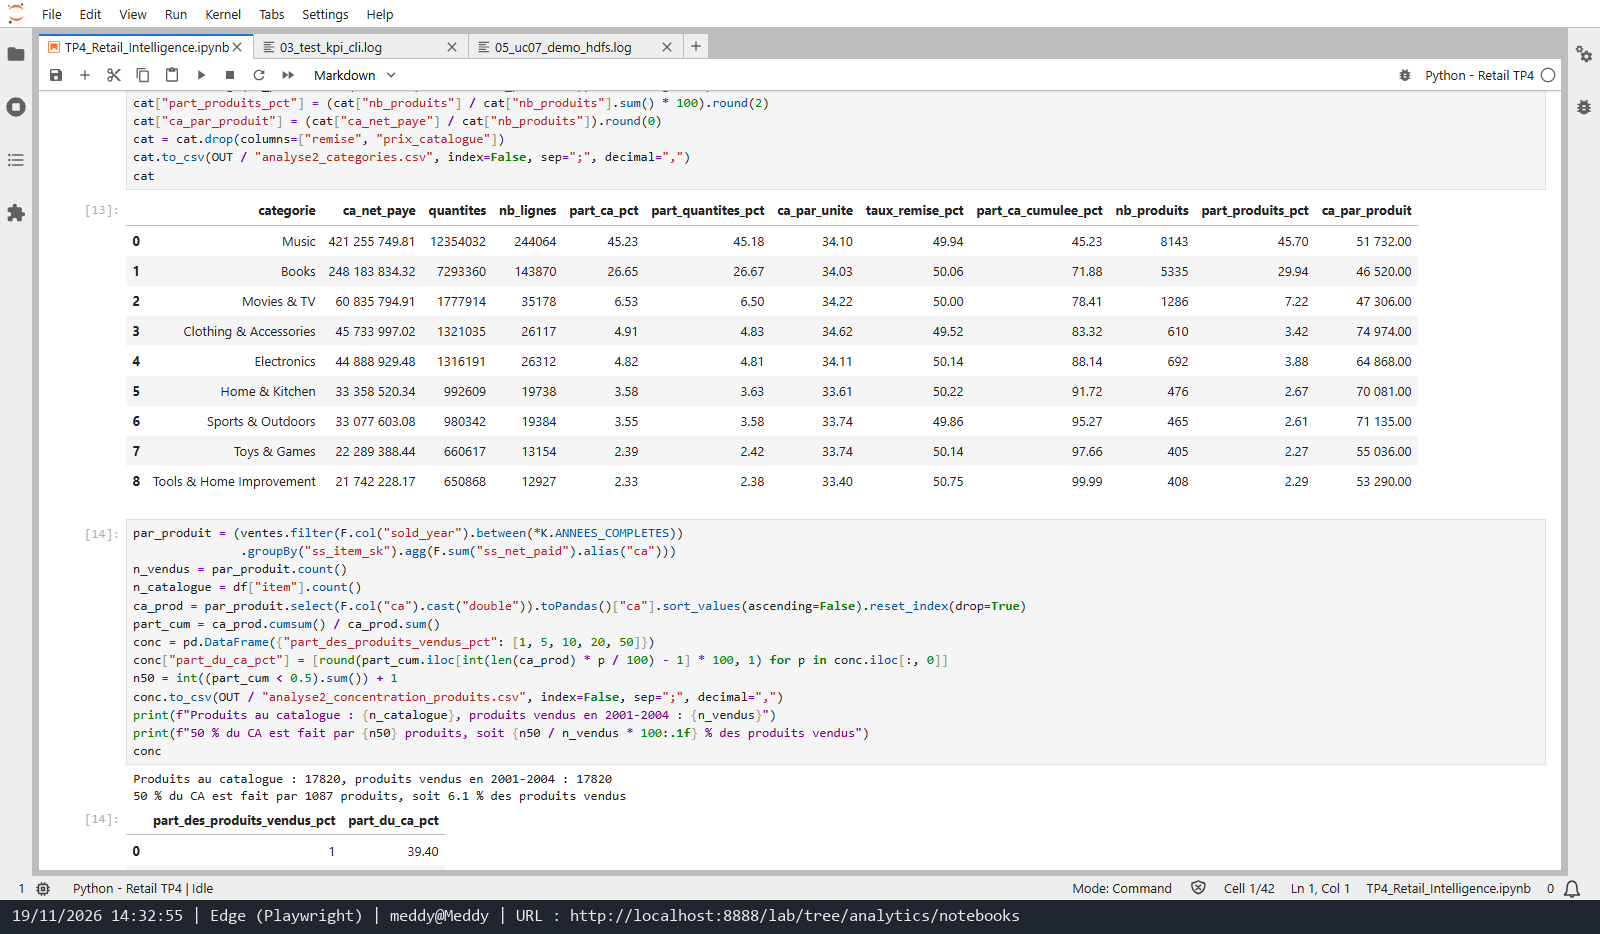 File Edit View Run Kernel Tabs Settings Help
TP4_Retail_Intelligence.ipynb 03_test_kpi_cli.log 05_uc07_demo_hdfs.log
Markdown Python - Retail TP4
cat["part_produits_pct"] = (cat["nb_produits"] / cat["nb_produits"].sum() * 100).round(2)
cat["ca_par_produit"] = (cat["ca_net_paye"] / cat["nb_produits"]).round(0)
cat = cat.drop(columns=["remise", "prix_catalogue"])
cat.to_csv(OUT / "analyse2_categories.csv", index=False, sep=";", decimal=",")
cat
[13]:
categorie ca_net_paye quantites nb_lignes part_ca_pct part_quantites_pct ca_par_unite taux_remise_pct part_ca_cumulee_pct nb_produits part_produits_pct ca_par_produit
0 Music 421 255 749.81 12354032 244064 45.23 45.18 34.10 49.94 45.23 8143 45.70 51 732.00
1 Books 248 183 834.32 7293360 143870 26.65 26.67 34.03 50.06 71.88 5335 29.94 46 520.00
2 Movies & TV 60 835 794.91 1777914 35178 6.53 6.50 34.22 50.00 78.41 1286 7.22 47 306.00
3 Clothing & Accessories 45 733 997.02 1321035 26117 4.91 4.83 34.62 49.52 83.32 610 3.42 74 974.00
4 Electronics 44 888 929.48 1316191 26312 4.82 4.81 34.11 50.14 88.14 692 3.88 64 868.00
5 Home & Kitchen 33 358 520.34 992609 19738 3.58 3.63 33.61 50.22 91.72 476 2.67 70 081.00
6 Sports & Outdoors 33 077 603.08 980342 19384 3.55 3.58 33.74 49.86 95.27 465 2.61 71 135.00
7 Toys & Games 22 289 388.44 660617 13154 2.39 2.42 33.74 50.14 97.66 405 2.27 55 036.00
8 Tools & Home Improvement 21 742 228.17 650868 12927 2.33 2.38 33.40 50.75 99.99 408 2.29 53 290.00
[14]:
par_produit = (ventes.filter(F.col("sold_year").between(*K.ANNEES_COMPLETES))
.groupBy("ss_item_sk").agg(F.sum("ss_net_paid").alias("ca")))
n_vendus = par_produit.count()
n_catalogue = df["item"].count()
ca_prod = par_produit.select(F.col("ca").cast("double")).toPandas()["ca"].sort_values(ascending=False).reset_index(drop=True)
part_cum = ca_prod.cumsum() / ca_prod.sum()
conc = pd.DataFrame({"part_des_produits_vendus_pct": [1, 5, 10, 20, 50]})
conc["part_du_ca_pct"] = [round(part_cum.iloc[int(len(ca_prod) * p / 100) - 1] * 100, 1) for p in conc.iloc[:, 0]]
n50 = int((part_cum < 0.5).sum()) + 1
conc.to_csv(OUT / "analyse2_concentration_produits.csv", index=False, sep=";", decimal=",")
print(f"Produits au catalogue : {n_catalogue}, produits vendus en 2001-2004 : {n_vendus}")
print(f"50 % du CA est fait par {n50} produits, soit {n50 / n_vendus * 100:.1f} % des produits vendus")
conc
Produits au catalogue : 17820, produits vendus en 2001-2004 : 17820
50 % du CA est fait par 1087 produits, soit 6.1 % des produits vendus
[14]:
part_des_produits_vendus_pct part_du_ca_pct
0 1 39.40
1 Python - Retail TP4 | Idle Mode: Command Cell 1/42 Ln 1, Col 1 TP4_Retail_Intelligence.ipynb 0
19/11/2026 14:32:55 | Edge (Playwright) | meddy@Meddy | URL : http://localhost:8888/lab/tree/analytics/notebooks